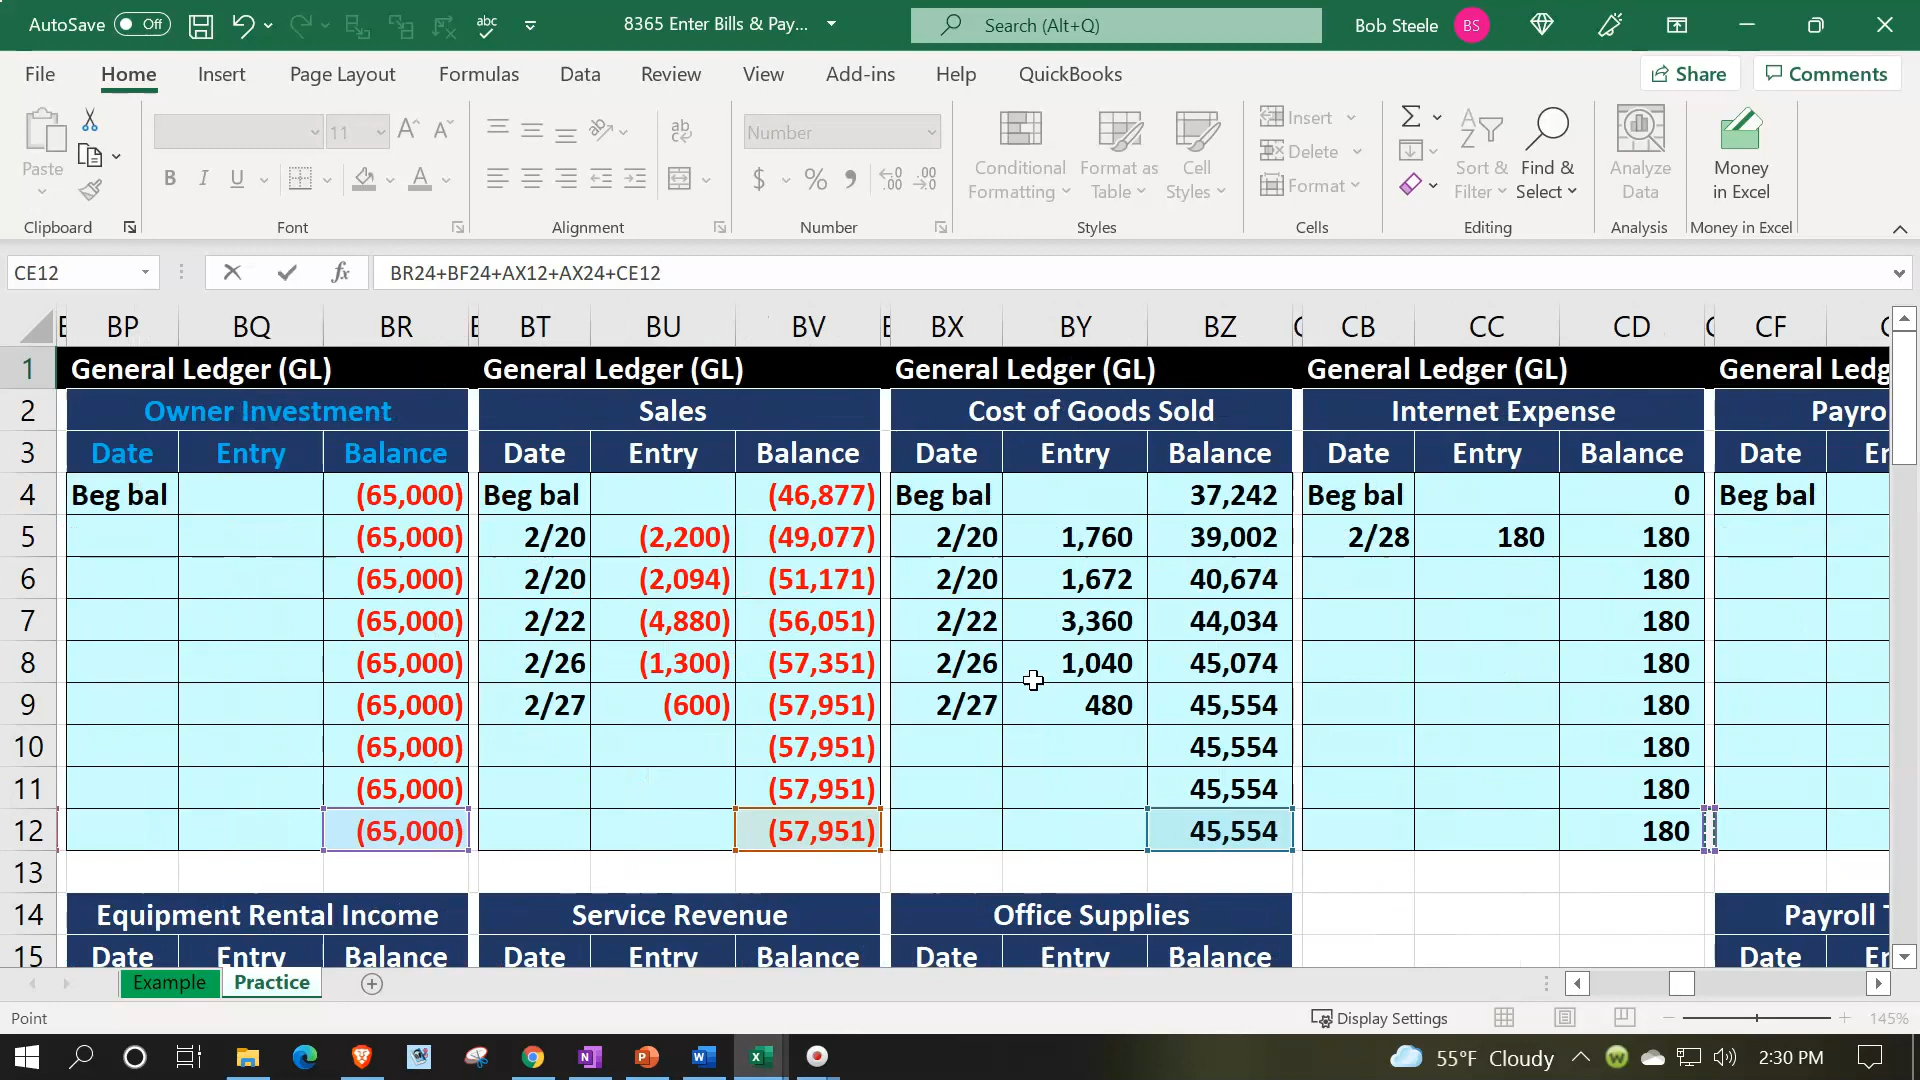 AutoSave Off abc 8365 Enter Bills & Pay... Search (Alt+Q) Bob Steele BS
File Home Insert Page Layout Formulas Data Review View Add-ins Help QuickBooks Share Comments
Paste 11 A A ab Number Conditional Formatting Format as Table Cell Styles Insert Delete Format Sort & Filter Find & Select Analyze Data Money in Excel
B I U A $ % .00
Clipboard Font Alignment Number Styles Cells Editing Analysis Money in Excel
CE12 fx BR24+BF24+AX12+AX24+CE12
BP BQ BR BT BU BV BX BY BZ CB CC CD CF
1 General Ledger (GL) General Ledger (GL) General Ledger (GL) General Ledger (GL) General Ledg
2 Owner Investment Sales Cost of Goods Sold Internet Expense Payro
3 Date Entry Balance Date Entry Balance Date Entry Balance Date Entry Balance Date Er
4 Beg bal (65,000) Beg bal (46,877) Beg bal 37,242 Beg bal 0 Beg bal
5 (65,000) 2/20 (2,200) (49,077) 2/20 1,760 39,002 2/28 180 180
6 (65,000) 2/20 (2,094) (51,171) 2/20 1,672 40,674 180
7 (65,000) 2/22 (4,880) (56,051) 2/22 3,360 44,034 180
8 (65,000) 2/26 (1,300) (57,351) 2/26 1,040 45,074 180
9 (65,000) 2/27 (600) (57,951) 2/27 480 45,554 180
10 (65,000) (57,951) 45,554 180
11 (65,000) (57,951) 45,554 180
12 (65,000) (57,951) 45,554 180
13
14 Equipment Rental Income Service Revenue Office Supplies Payroll T
15 Date Entry Balance Date Entry Balance Date Entry Balance Date Er
Example Practice
Point Display Settings 145%
55°F Cloudy 2:30 PM